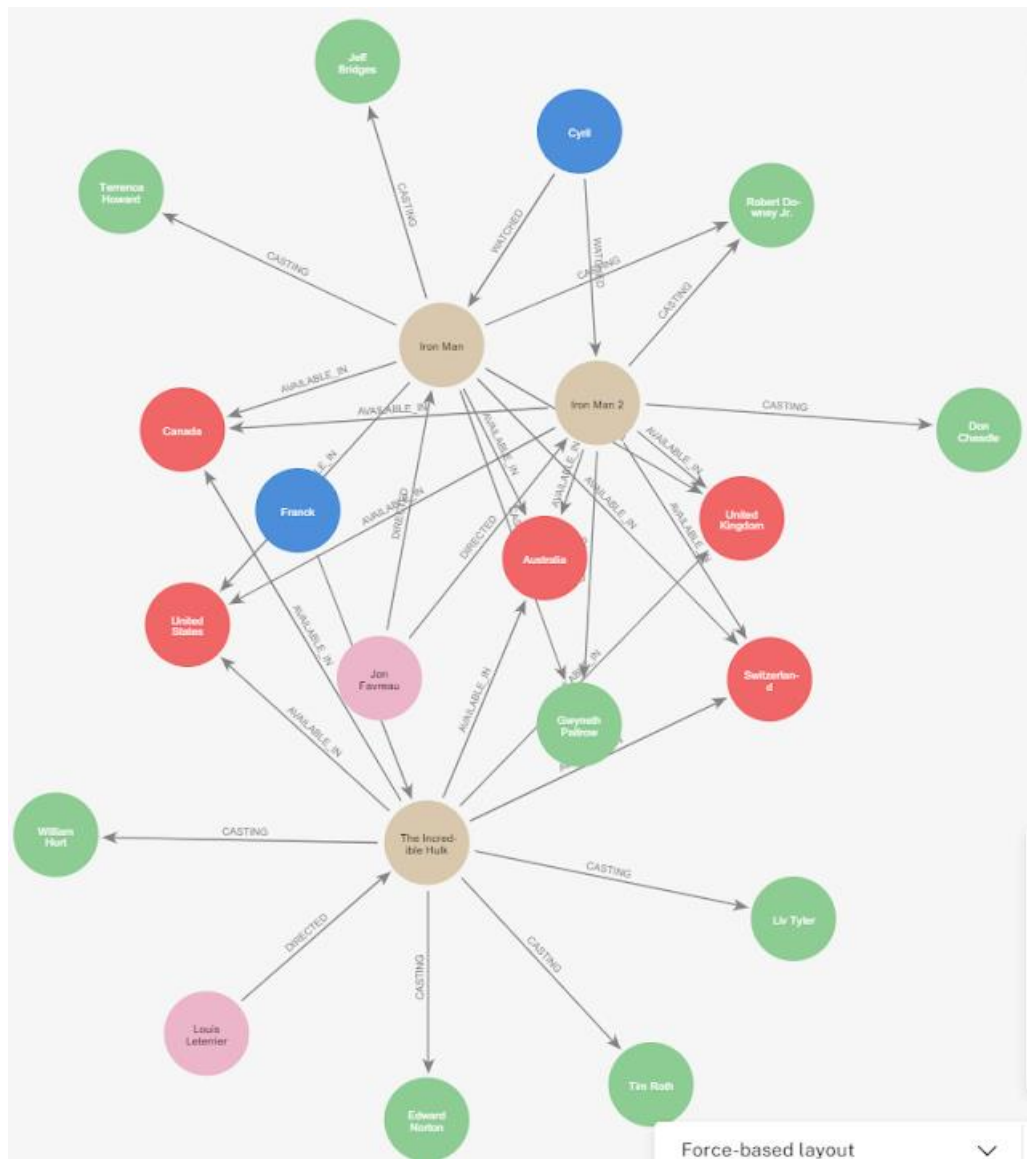 Jeff
Bridges
Cyril
Terrence
Howard
Robert Do-
wney Jr.
CASTING
WATCHED
WATCHED
CASTING
CASTING
CASTING
Iron Man
AVAILABLE_IN
Iron Man 2
CASTING
AVAILABLE_IN
Canada
Don
Cheadle
AVAILABLE_IN
AVAILABLE_IN
AVAILABLE_IN
AVAILABLE_IN
Franck
DIRECTED
DIRECTED
United
Kingdom
AVAILABLE_IN
Australia
United
States
AVAILABLE_IN
Jon
Favreau
Switzerlan-
d
AVAILABLE_IN
AVAILABLE_IN
Gwyneth
Paltrow
William
Hurt
CASTING
The Incred-
ible Hulk
CASTING
DIRECTED
Liv Tyler
CASTING
CASTING
Louis
Leterrier
Tim Roth
Edward
Norton
Force-based layout